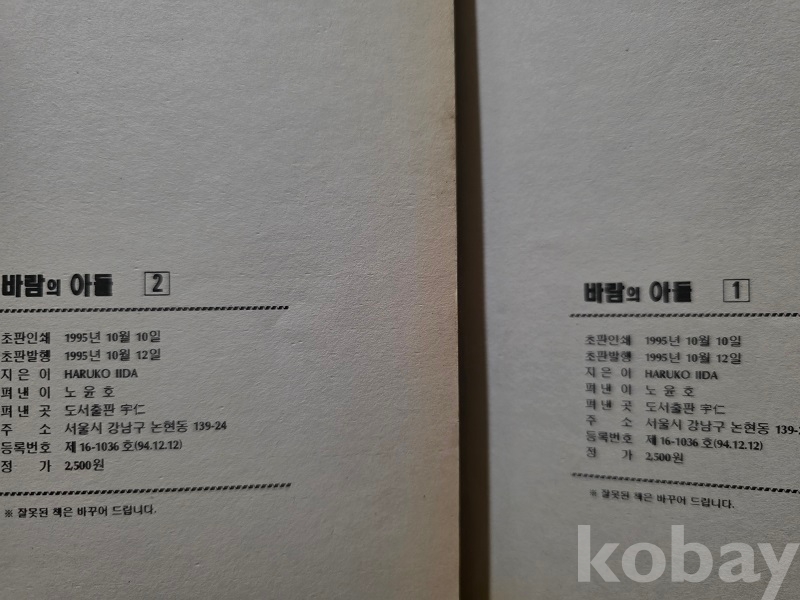 바람의 아들 2
초판인쇄 1995년 10월 10일
초판발행 1995년 10월 12일
지은이 HARUKO IIDA
펴낸이 노윤호
펴낸곳 도서출판 宇仁
주 소 서울시 강남구 논현동 139-24
등록번호 제 16-1036 호(94.12.12)
정 가 2,500원
※ 잘못된 책은 바꾸어 드립니다.
바람의 아들 1
초판인쇄 1995년 10월 10일
초판발행 1995년 10월 12일
지은이 HARUKO IIDA
펴낸이 노윤호
펴낸곳 도서출판 宇仁
주 소 서울시 강남구 논현동 139-2
등록번호 제 16-1036 호(94.12.12)
정 가 2,500원
※ 잘못된 책은 바꾸어 드립니다.
kobay